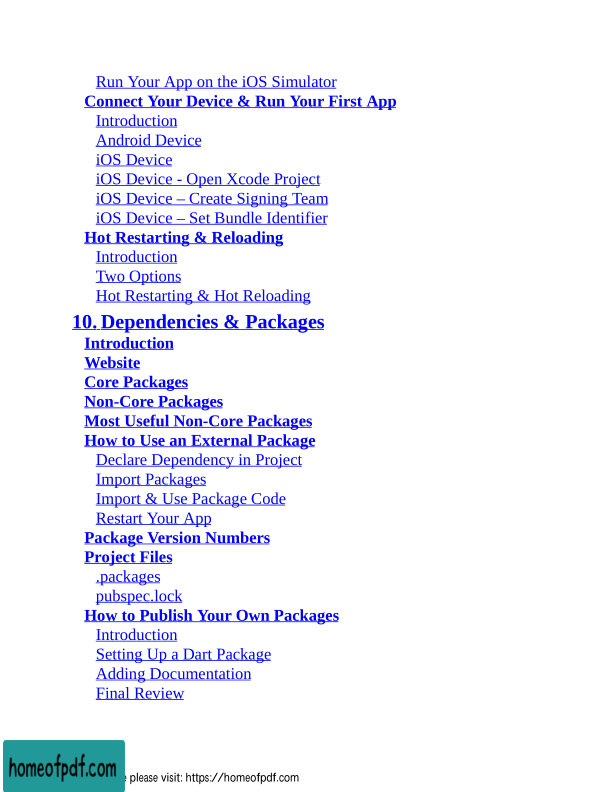 Run Your App on the iOS Simulator
Connect Your Device & Run Your First App
Introduction
Android Device
iOS Device
iOS Device - Open Xcode Project
iOS Device – Create Signing Team
iOS Device – Set Bundle Identifier
Hot Restarting & Reloading
Introduction
Two Options
Hot Restarting & Hot Reloading
10. Dependencies & Packages
Introduction
Website
Core Packages
Non-Core Packages
Most Useful Non-Core Packages
How to Use an External Package
Declare Dependency in Project
Import Packages
Import & Use Package Code
Restart Your App
Package Version Numbers
Project Files
.packages
pubspec.lock
How to Publish Your Own Packages
Introduction
Setting Up a Dart Package
Adding Documentation
Final Review
homeofpdf.com
please visit: https://homeofpdf.com